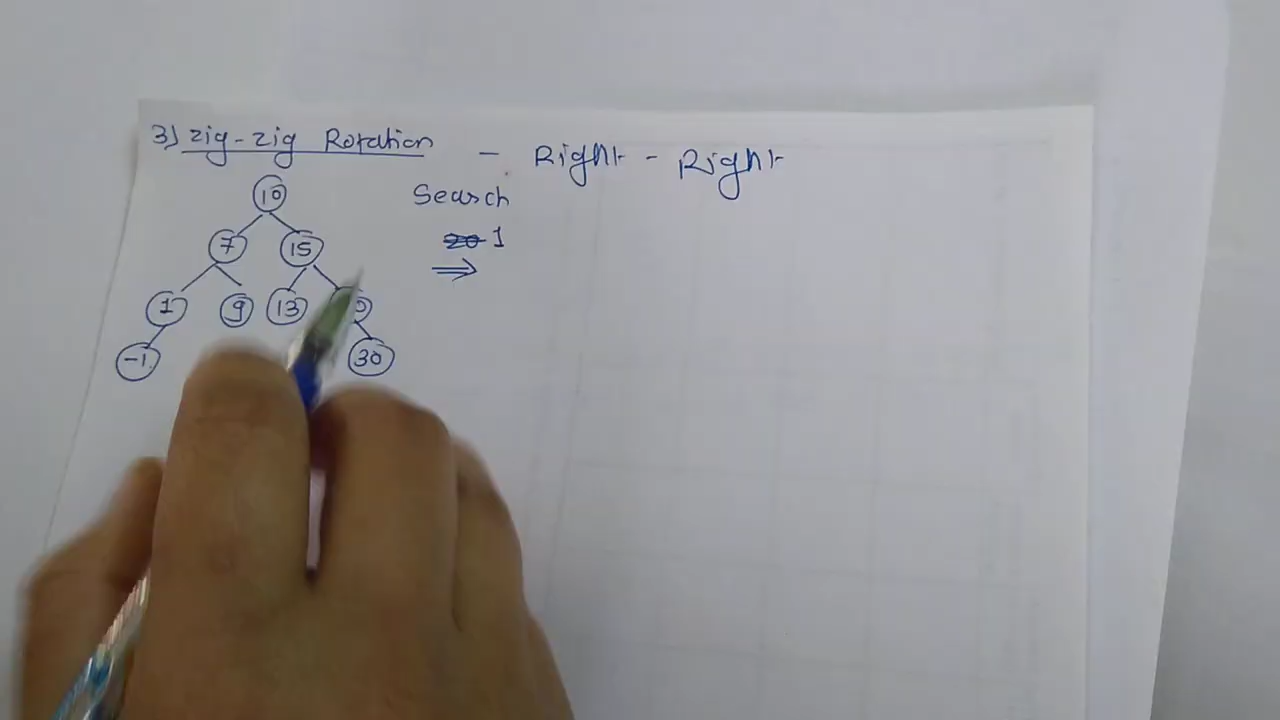 3) zig-zig Rotation - Right - Right
10
Search
7 15
20 1
⇒
1 9 13
-1 30